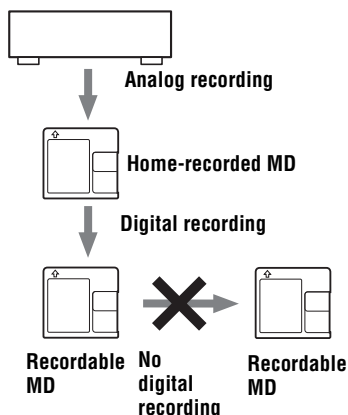 Analog recording
Home-recorded MD
Digital recording
Recordable
MD
No
digital
recording
Recordable
MD